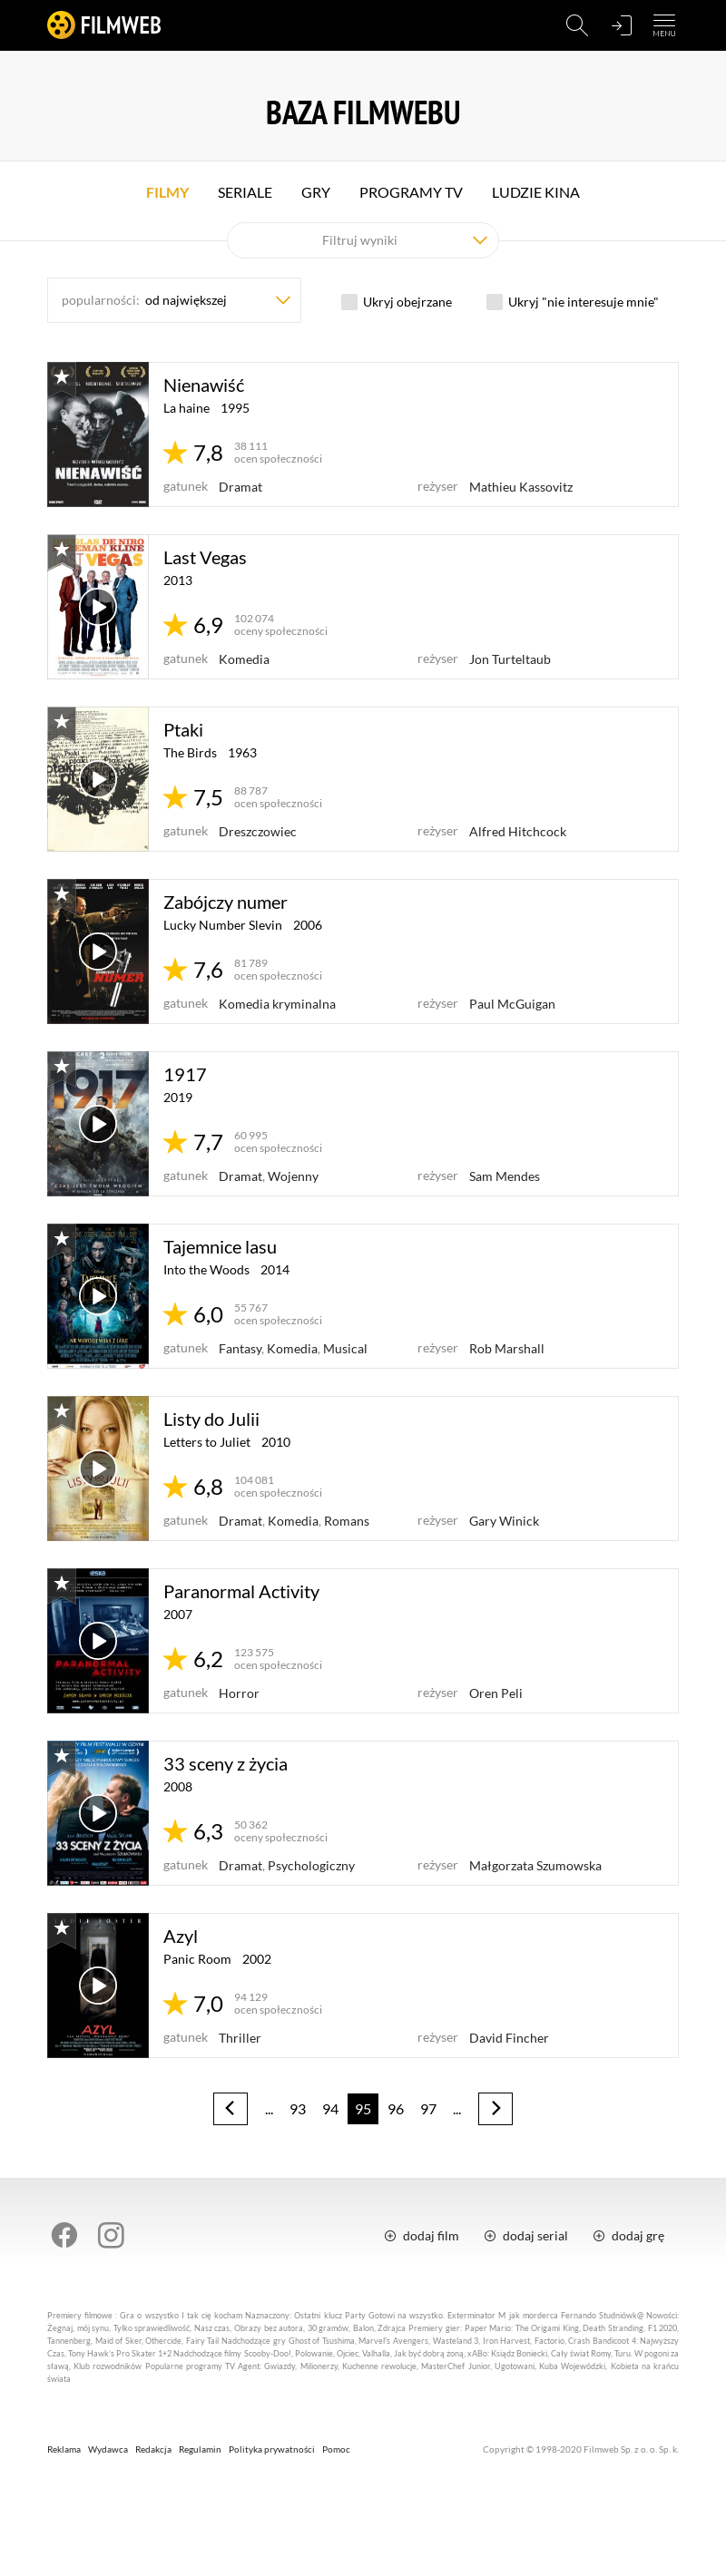 FILMWEB
MENU
BAZA FILMWEBU
FILMY SERIALE GRY PROGRAMY TV LUDZIE KINA
Filtruj wyniki
popularności: od największej Ukryj obejrzane Ukryj "nie interesuje mnie"
NIENAWIŚĆ
Nienawiść
La haine 1995
7,8 38 111
ocen społeczności
gatunek Dramat reżyser Mathieu Kassovitz
Last Vegas
2013
6,9 102 074
oceny społeczności
gatunek Komedia reżyser Jon Turteltaub
Ptaki
The Birds 1963
7,5 88 787
ocen społeczności
gatunek Dreszczowiec reżyser Alfred Hitchcock
NUMER
Zabójczy numer
Lucky Number Slevin 2006
7,6 81 789
ocen społeczności
gatunek Komedia kryminalna reżyser Paul McGuigan
1917
1917
2019
7,7 60 995
ocen społeczności
gatunek Dramat, Wojenny reżyser Sam Mendes
Tajemnice lasu
Into the Woods 2014
6,0 55 767
ocen społeczności
gatunek Fantasy, Komedia, Musical reżyser Rob Marshall
Listy do Julii
Letters to Juliet 2010
6,8 104 081
ocen społeczności
gatunek Dramat, Komedia, Romans reżyser Gary Winick
PARANORMAL
ACTIVITY
Paranormal Activity
2007
6,2 123 575
ocen społeczności
gatunek Horror reżyser Oren Peli
33 SCENY Z ŻYCIA
33 sceny z życia
2008
6,3 50 362
oceny społeczności
gatunek Dramat, Psychologiczny reżyser Małgorzata Szumowska
AZYL
Azyl
Panic Room 2002
7,0 94 129
ocen społeczności
gatunek Thriller reżyser David Fincher
... 93 94 95 96 97 ...
dodaj film dodaj serial dodaj grę
Premiery filmowe : Gra o wszystko I tak cię kocham Naznaczony: Ostatni klucz Party Gotowi na wszystko. Exterminator M jak morderca Fernando Studniówk@ Nowości:
Żegnaj, mój synu, Tylko sprawiedliwość, Nasz czas, Obrazy bez autora, 30 gramów, Balon, Zdrajca Premiery gier: Paper Mario: The Origami King, Death Stranding, F1 2020,
Tannenberg, Maid of Sker, Othercide, Fairy Tail Nadchodzące gry Ghost of Tsushima, Marvel's Avengers, Wasteland 3, Iron Harvest, Factorio, Crash Bandicoot 4: Najwyższy
Czas, Tony Hawk's Pro Skater 1+2 Nadchodzące filmy Scooby-Doo!, Polowanie, Ojciec, Valhalla, Jak być dobrą żoną, xABo: Ksiądz Boniecki, Cały świat Romy, Turu. W pogoni za
sławą, Klub rozwodników Popularne programy TV Agent: Gwiazdy, Milionerzy, Kuchenne rewolucje, MasterChef Junior, Ugotowani, Kuba Wojewódzki, Kobieta na krańcu
świata
Reklama Wydawca Redakcja Regulamin Polityka prywatności Pomoc Copyright © 1998-2020 Filmweb Sp. z o. o. Sp. k.